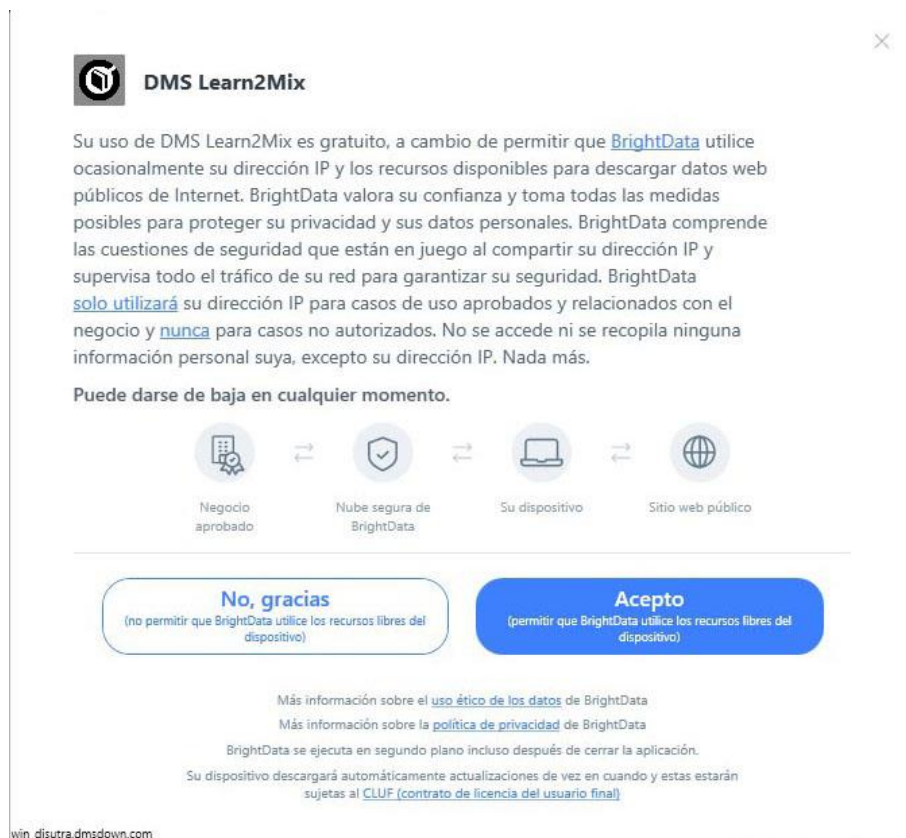 DMS Learn2Mix
Su uso de DMS Learn2Mix es gratuito, a cambio de permitir que BrightData utilice
ocasionalmente su dirección IP y los recursos disponibles para descargar datos web
públicos de Internet. BrightData valora su confianza y toma todas las medidas
posibles para proteger su privacidad y sus datos personales. BrightData comprende
las cuestiones de seguridad que están en juego al compartir su dirección IP y
supervisa todo el tráfico de su red para garantizar su seguridad. BrightData
solo utilizará su dirección IP para casos de uso aprobados y relacionados con el
negocio y nunca para casos no autorizados. No se accede ni se recopila ninguna
información personal suya, excepto su dirección IP. Nada más.
Puede darse de baja en cualquier momento.
Negocio
aprobado
Nube segura de
BrightData
Su dispositivo
Sitio web público
No, gracias
(no permitir que BrightData utilice los recursos libres del
dispositivo)
Acepto
(permitir que BrightData utilice los recursos libres del
dispositivo)
Más información sobre el uso ético de los datos de BrightData
Más información sobre la política de privacidad de BrightData
BrightData se ejecuta en segundo plano incluso después de cerrar la aplicación.
Su dispositivo descargará automáticamente actualizaciones de vez en cuando y estas estarán
sujetas al CLUF (contrato de licencia del usuario final)
win_disutra.dmsdown.com